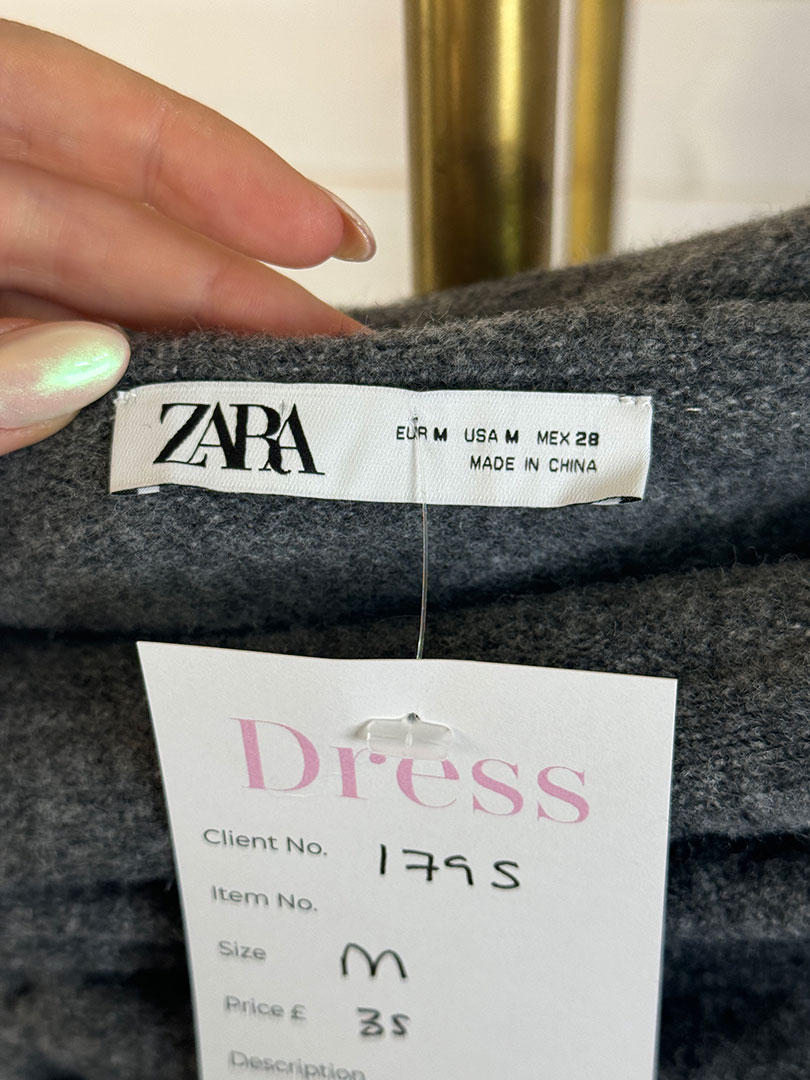 ZARA
EUR M USA M MEX 28
MADE IN CHINA
Dress
Client No. 1795
Item No.
Size M
Price £ 35
Description